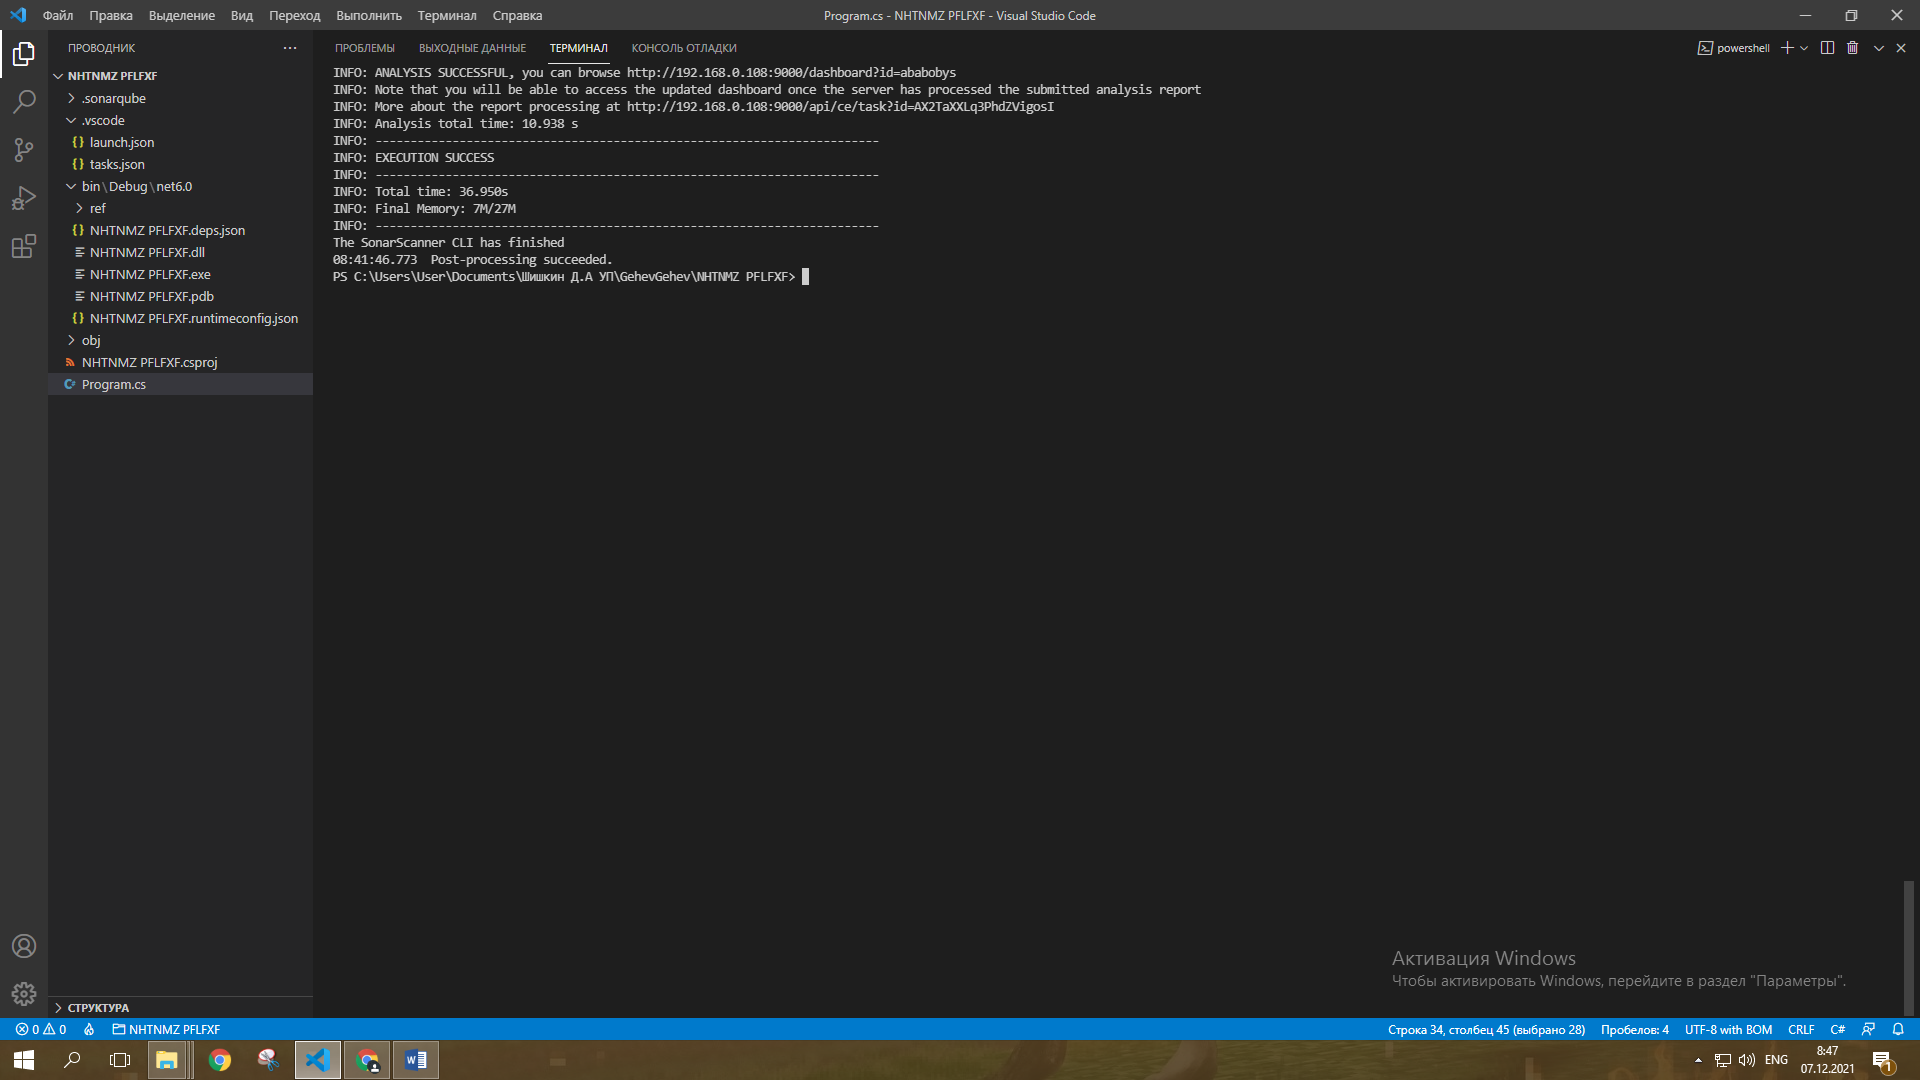 Файл Правка Выделение Вид Переход Выполнить Терминал Справка
Program.cs - NHTNMZ PFLFXF - Visual Studio Code
ПРОВОДНИК
ПРОБЛЕМЫ ВЫХОДНЫЕ ДАННЫЕ ТЕРМИНАЛ КОНСОЛЬ ОТЛАДКИ
powershell
NHTNMZ PFLFXF
.sonarqube
.vscode
launch.json
tasks.json
bin\Debug\net6.0
ref
NHTNMZ PFLFXF.deps.json
NHTNMZ PFLFXF.dll
NHTNMZ PFLFXF.exe
NHTNMZ PFLFXF.pdb
NHTNMZ PFLFXF.runtimeconfig.json
obj
NHTNMZ PFLFXF.csproj
Program.cs
СТРУКТУРА
INFO: ANALYSIS SUCCESSFUL, you can browse http://192.168.0.108:9000/dashboard?id=ababobys
INFO: Note that you will be able to access the updated dashboard once the server has processed the submitted analysis report
INFO: More about the report processing at http://192.168.0.108:9000/api/ce/task?id=AX2TaXXLq3PhdZVigosI
INFO: Analysis total time: 10.938 s
INFO: ------------------------------------------------------------------------
INFO: EXECUTION SUCCESS
INFO: ------------------------------------------------------------------------
INFO: Total time: 36.950s
INFO: Final Memory: 7M/27M
INFO: ------------------------------------------------------------------------
The SonarScanner CLI has finished
08:41:46.773  Post-processing succeeded.
PS C:\Users\User\Documents\Шишкин Д.А УП\GehevGehev\NHTNMZ PFLFXF>
Активация Windows
Чтобы активировать Windows, перейдите в раздел "Параметры".
0 0 NHTNMZ PFLFXF
Строка 34, столбец 45 (выбрано 28) Пробелов: 4 UTF-8 with BOM CRLF C#
ENG
8:47
07.12.2021
1